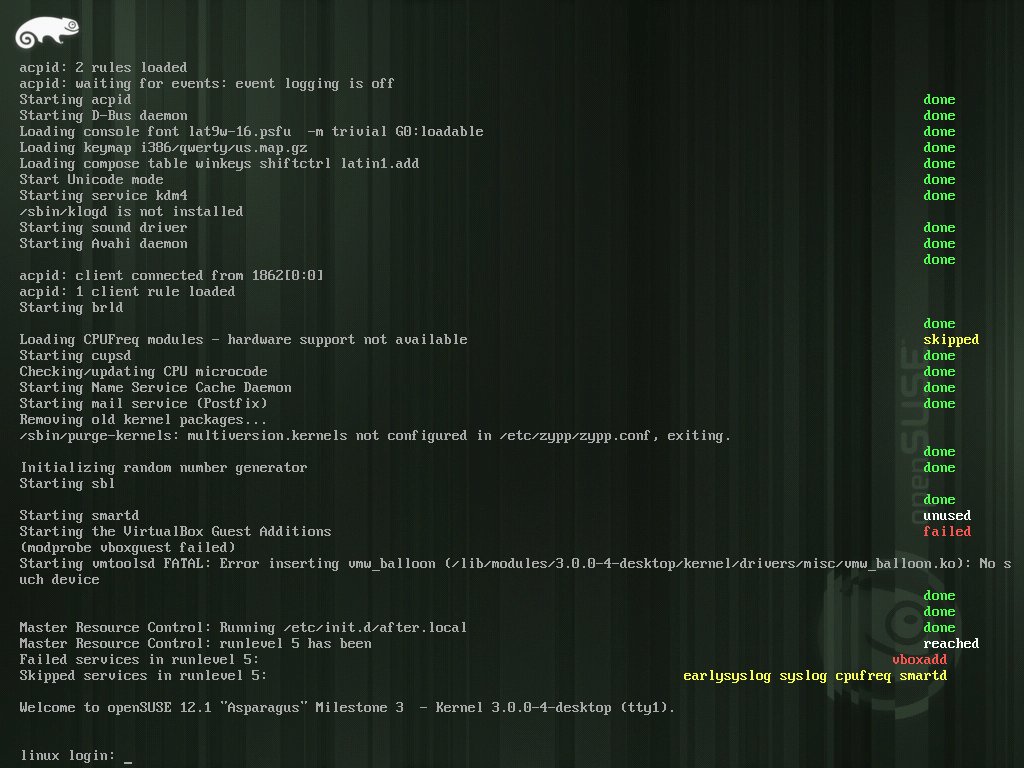 acpid: 2 rules loaded
acpid: waiting for events: event logging is off
Starting acpid done
Starting D-Bus daemon done
Loading console font lat9w-16.psfu  -m trivial G0:loadable done
Loading keymap i386/qwerty/us.map.gz done
Loading compose table winkeys shiftctrl latin1.add done
Start Unicode mode done
Starting service kdm4 done
/sbin/klogd is not installed
Starting sound driver done
Starting Avahi daemon done
done
acpid: client connected from 1862[0:0]
acpid: 1 client rule loaded
Starting brld
done
Loading CPUFreq modules - hardware support not available skipped
Starting cupsd done
Checking/updating CPU microcode done
Starting Name Service Cache Daemon done
Starting mail service (Postfix) done
Removing old kernel packages...
/sbin/purge-kernels: multiversion.kernels not configured in /etc/zypp/zypp.conf, exiting.
done
Initializing random number generator done
Starting sbl
done
Starting smartd unused
Starting the VirtualBox Guest Additions failed
(modprobe vboxguest failed)
Starting vmtoolsd FATAL: Error inserting vmw_balloon (/lib/modules/3.0.0-4-desktop/kernel/drivers/misc/vmw_balloon.ko): No s
uch device
done
done
Master Resource Control: Running /etc/init.d/after.local done
Master Resource Control: runlevel 5 has been reached
Failed services in runlevel 5: vboxadd
Skipped services in runlevel 5: earlysyslog syslog cpufreq smartd
Welcome to openSUSE 12.1 "Asparagus" Milestone 3  - Kernel 3.0.0-4-desktop (tty1).
linux login: _
openSUSE